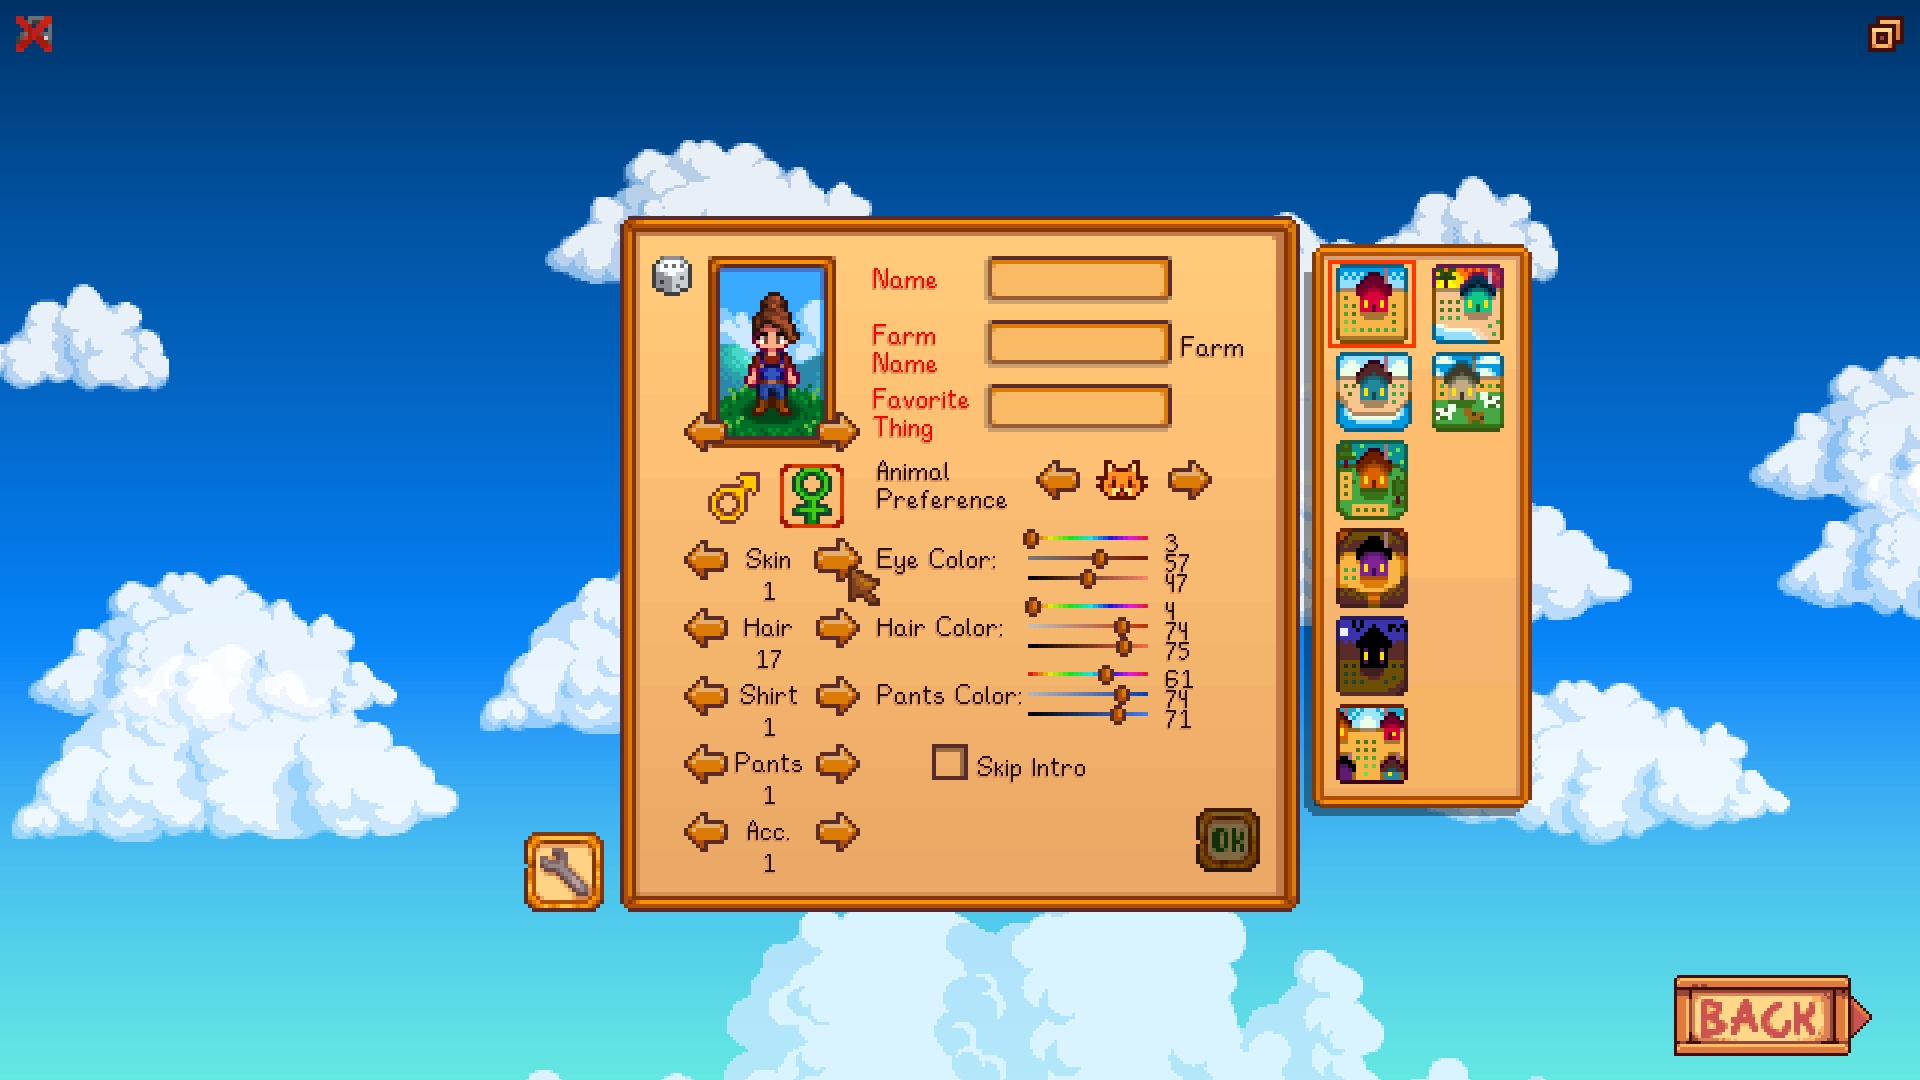 Name
Farm
Name
Farm
Favorite
Thing
Animal
Preference
Skin
1
Eye Color:
3
57
47
Hair
17
Hair Color:
4
74
75
Shirt
1
Pants Color:
61
74
71
Pants
1
Skip Intro
Acc.
1
OK
BACK